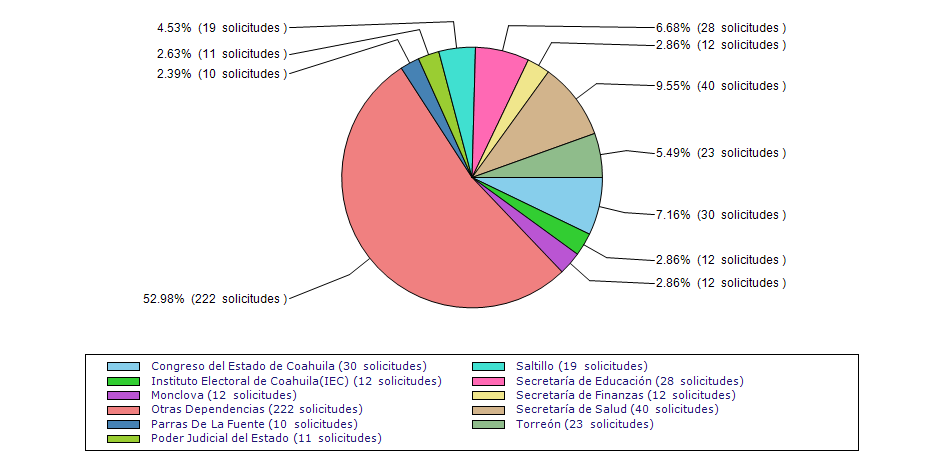 4.53% (19 solicitudes )
6.68% (28 solicitudes )
2.86% (12 solicitudes )
2.63% (11 solicitudes )
2.39% (10 solicitudes )
9.55% (40 solicitudes )
5.49% (23 solicitudes )
7.16% (30 solicitudes )
2.86% (12 solicitudes )
2.86% (12 solicitudes )
52.98% (222 solicitudes )
Congreso del Estado de Coahuila (30 solicitudes)
Instituto Electoral de Coahuila(IEC) (12 solicitudes)
Monclova (12 solicitudes)
Otras Dependencias (222 solicitudes)
Parras De La Fuente (10 solicitudes)
Poder Judicial del Estado (11 solicitudes)
Saltillo (19 solicitudes)
Secretaría de Educación (28 solicitudes)
Secretaría de Finanzas (12 solicitudes)
Secretaría de Salud (40 solicitudes)
Torreón (23 solicitudes)